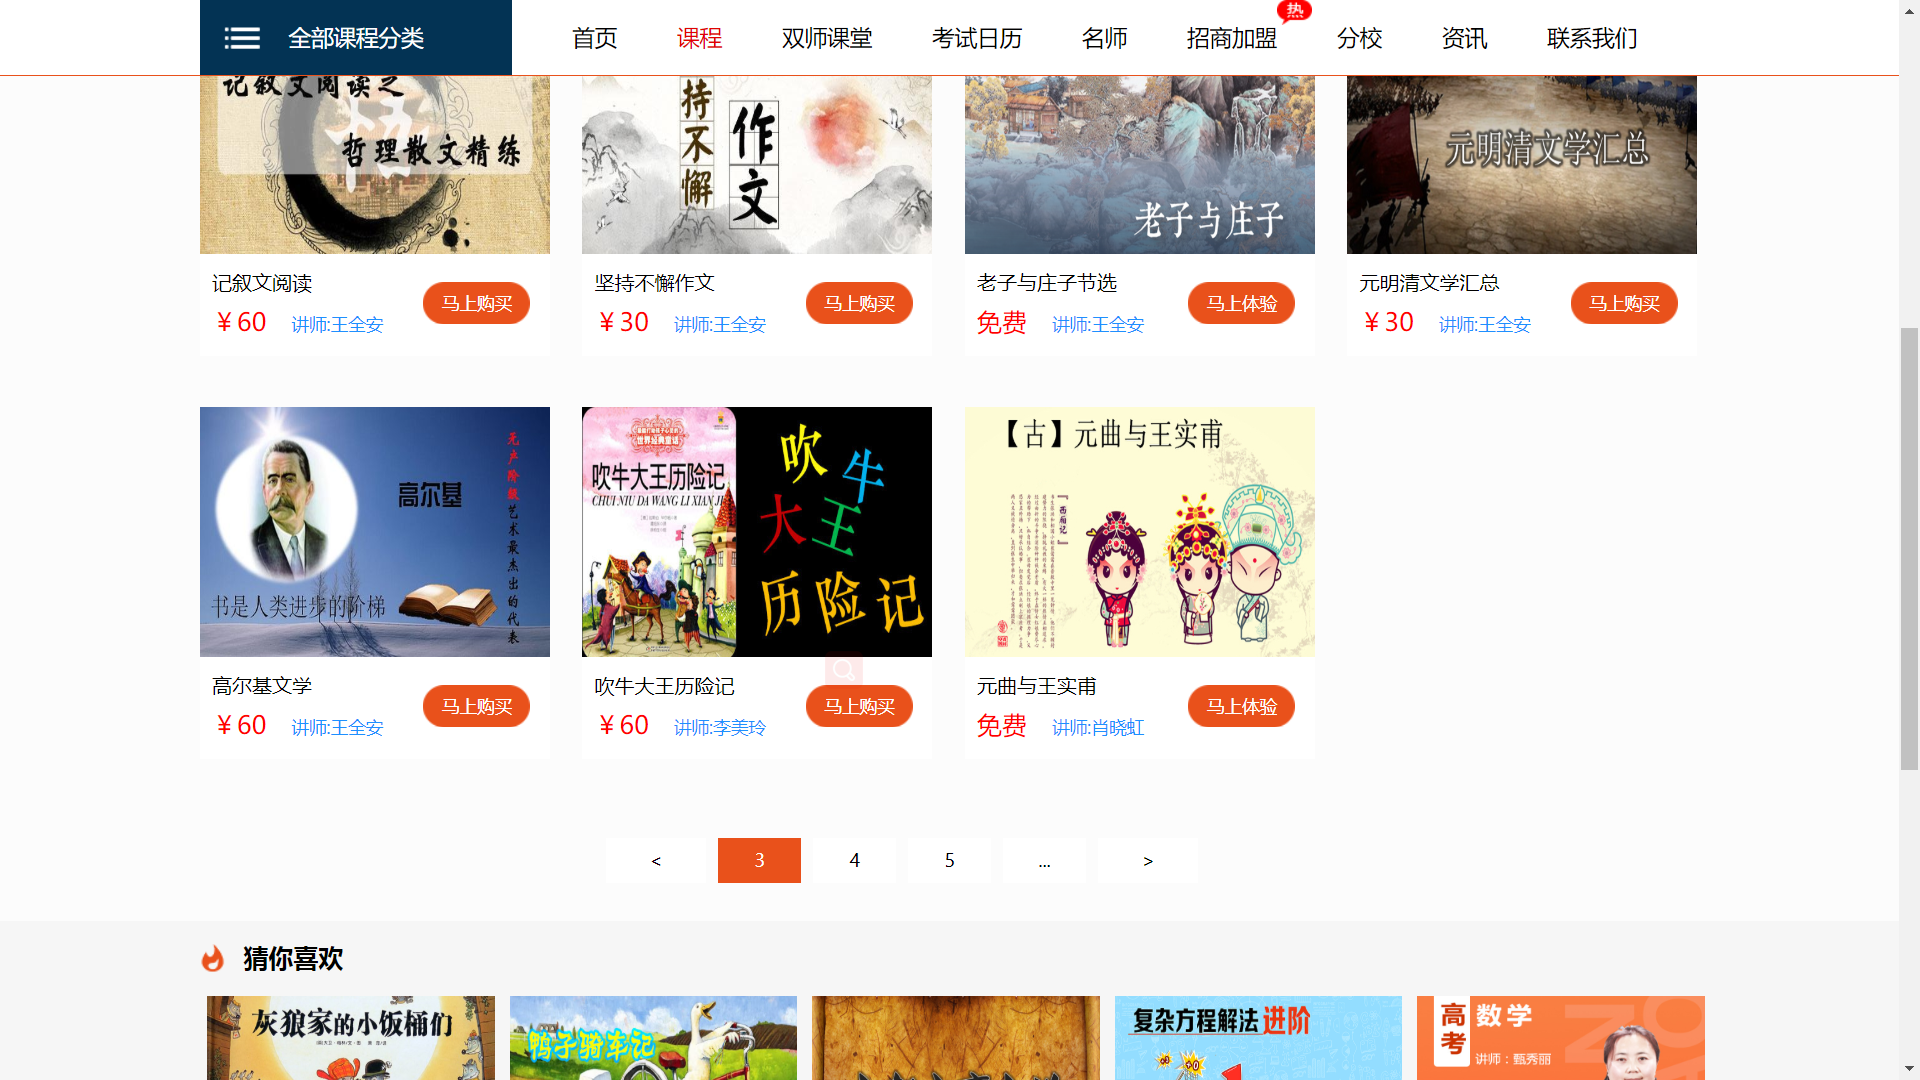 全部课程分类
首页
课程
双师课堂
考试日历
名师
招商加盟
热
分校
资讯
联系我们
记叙文阅读之
悟
哲理散文精练
持不懈
作文
老子与庄子
元明清文学汇总
记叙文阅读
¥ 60
讲师:王全安
马上购买
坚持不懈作文
¥ 30
讲师:王全安
马上购买
老子与庄子节选
免费
讲师:王全安
马上体验
元明清文学汇总
¥ 30
讲师:王全安
马上购买
高尔基
无产阶级艺术最杰出的代表
书是人类进步的阶梯
世界经典童话
吹牛大王历险记
CHUI NIU DA WANG LI XIAN JI
吹牛
大王
历险记
【古】元曲与王实甫
『西厢记』
高尔基文学
¥ 60
讲师:王全安
马上购买
吹牛大王历险记
¥ 60
讲师:李美玲
马上购买
元曲与王实甫
免费
讲师:肖晓虹
马上体验
<
3
4
5
...
>
猜你喜欢
灰狼家的小饭桶们
鸭子骑车记
复杂方程解法进阶
高考
数学
讲师：甄秀丽